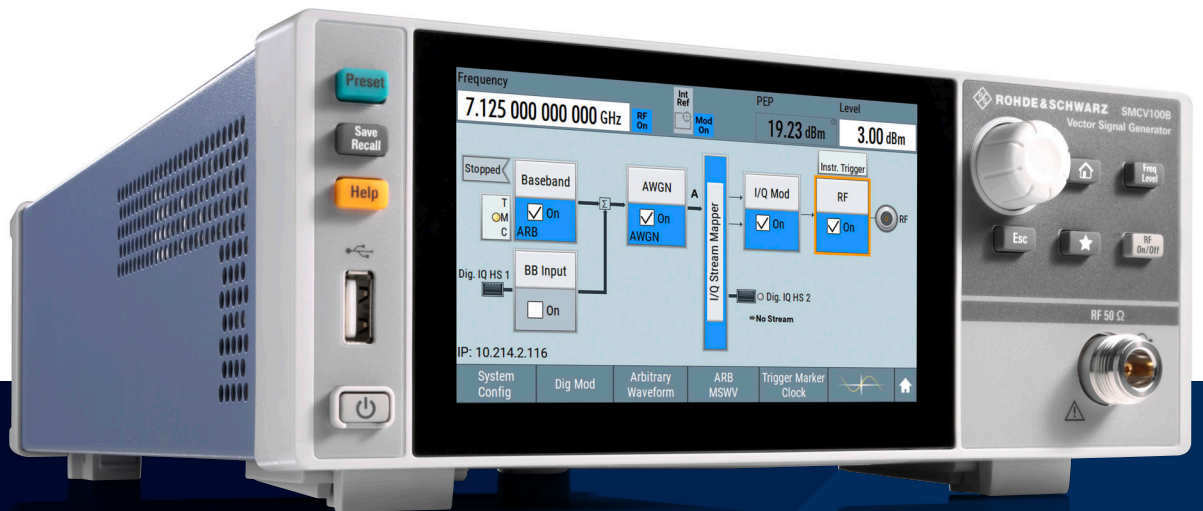 Preset
Save
Recall
Help
Frequency
7.125 000 000 000 GHz
RF
On
Int
Ref
Mod
On
PEP
19.23 dBm
Level
3.00 dBm
Stopped
Baseband
On
ARB
T
M
C
Σ
AWGN
On
AWGN
A
I/Q Stream Mapper
I/Q Mod
On
Instr. Trigger
RF
On
RF
Dig. IQ HS 1
BB Input
On
Dig. IQ HS 2
No Stream
IP: 10.214.2.116
System
Config
Dig Mod
Arbitrary
Waveform
ARB
MSWV
Trigger Marker
Clock
ROHDE&SCHWARZ SMCV100B
Vector Signal Generator
Freq
Level
Esc
RF
On/Off
RF 50 Ω